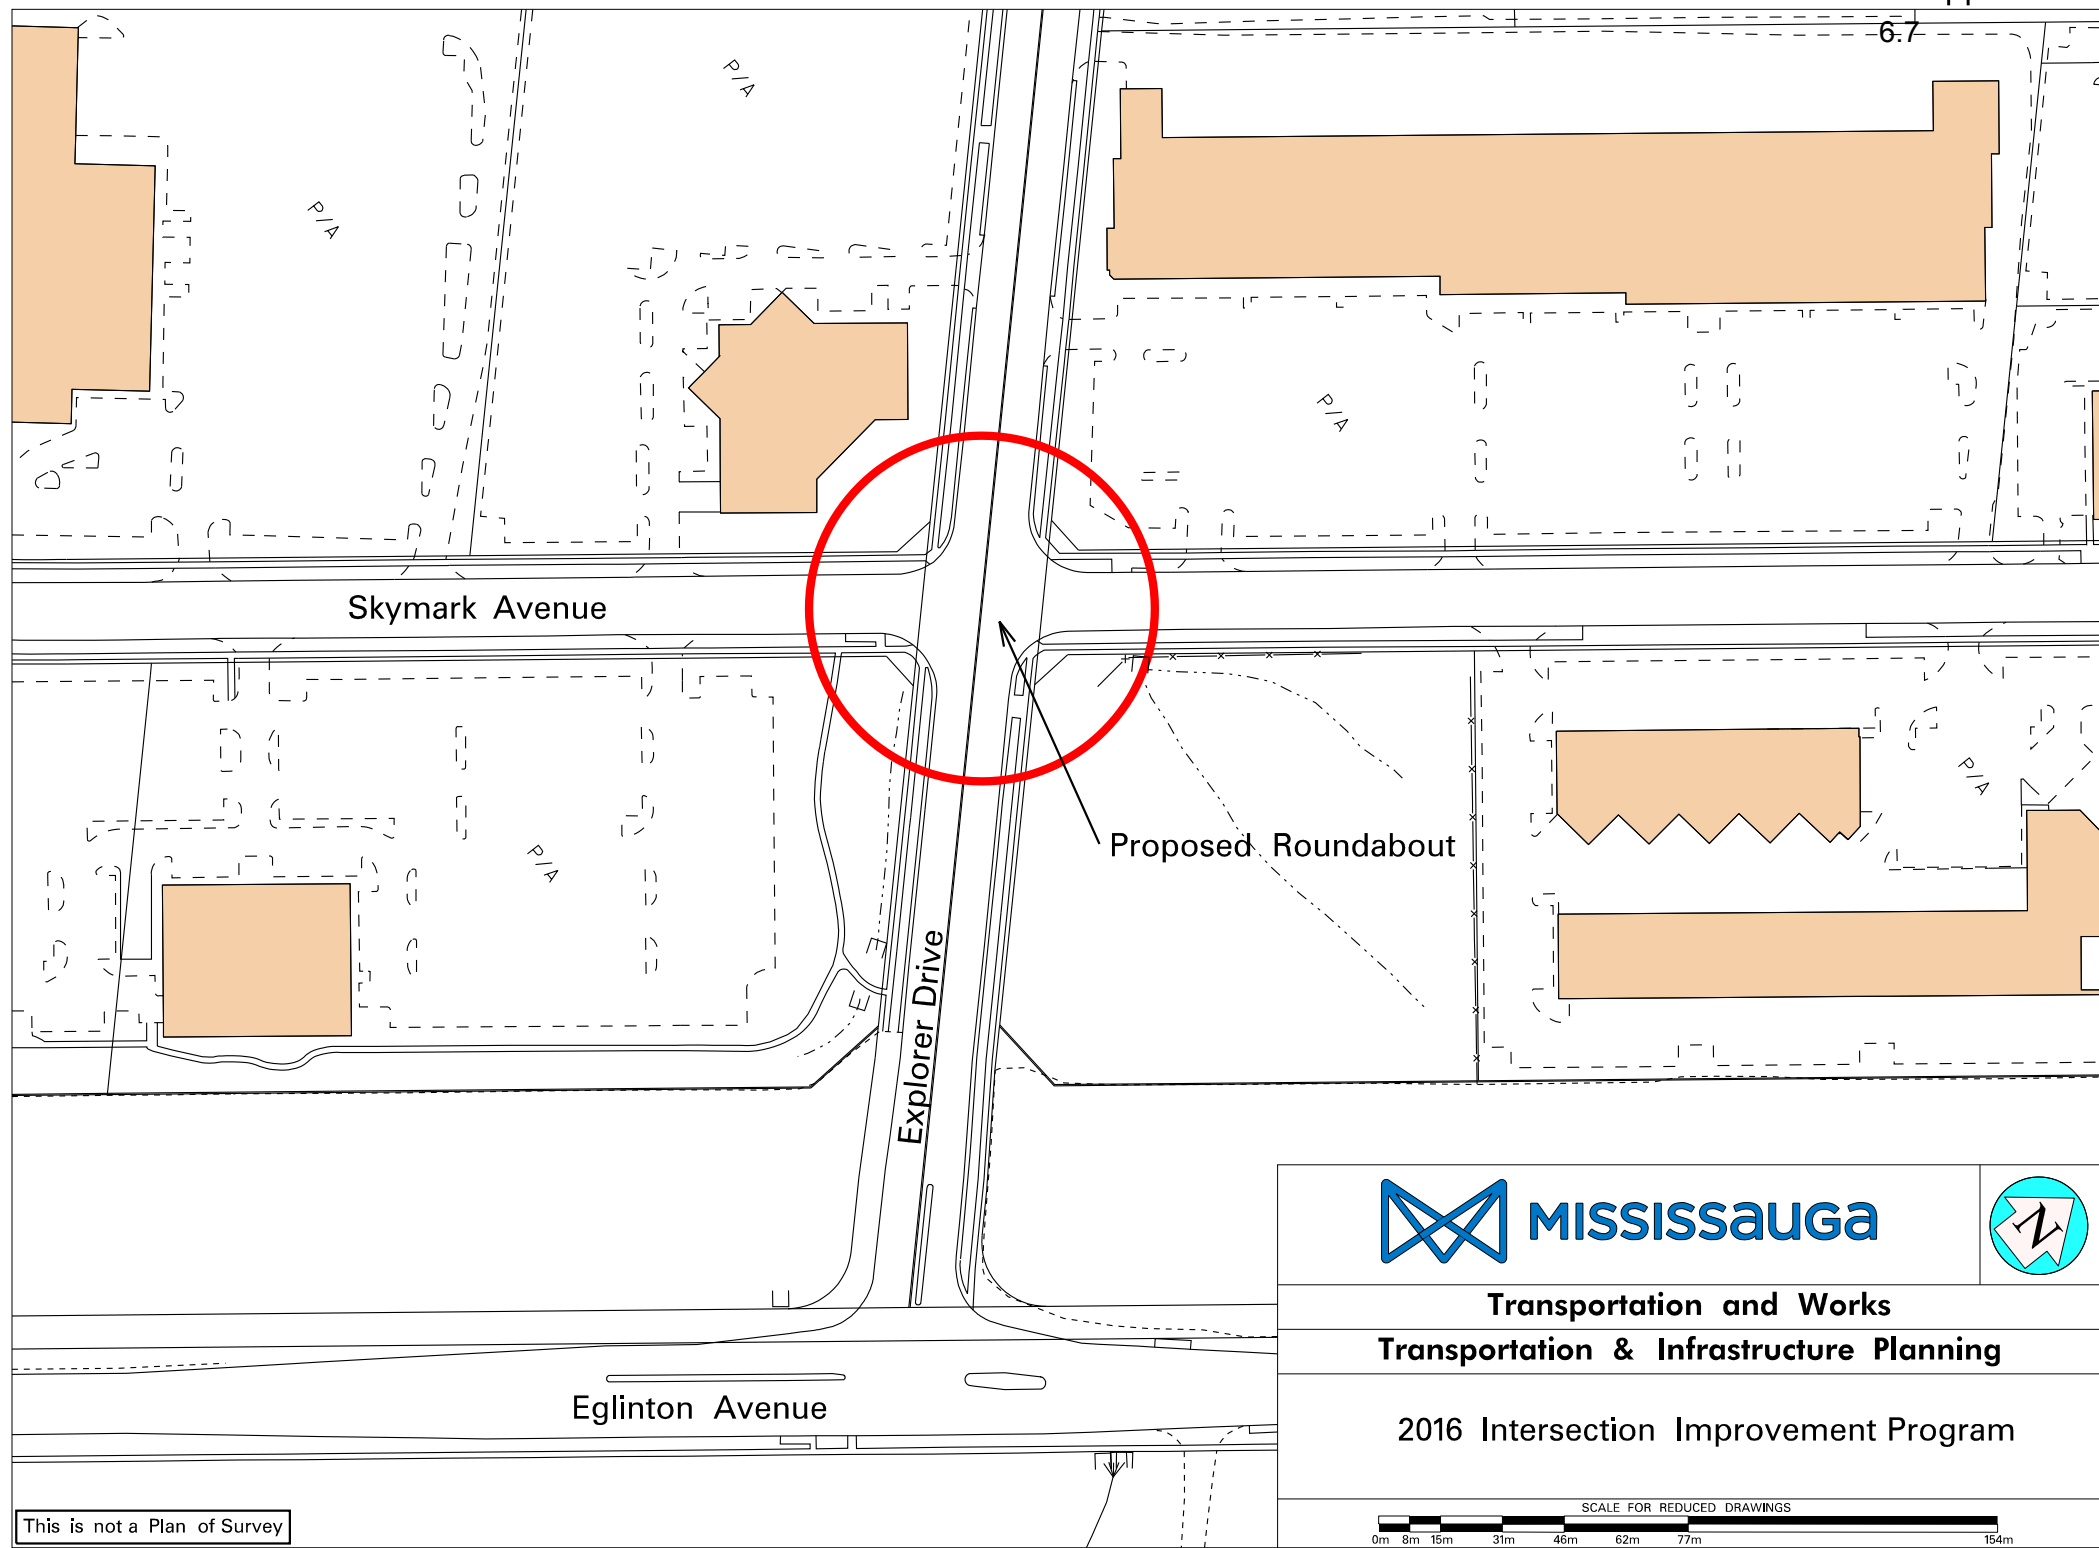 6.7
P/A
P/A
P/A
Skymark Avenue
Proposed Roundabout
P/A
P/A
Explorer Drive
Eglinton Avenue
MISSISSauGa
N
Transportation and Works
Transportation & Infrastructure Planning
2016 Intersection Improvement Program
SCALE FOR REDUCED DRAWINGS
0m 8m 15m 31m 46m 62m 77m 154m
This is not a Plan of Survey